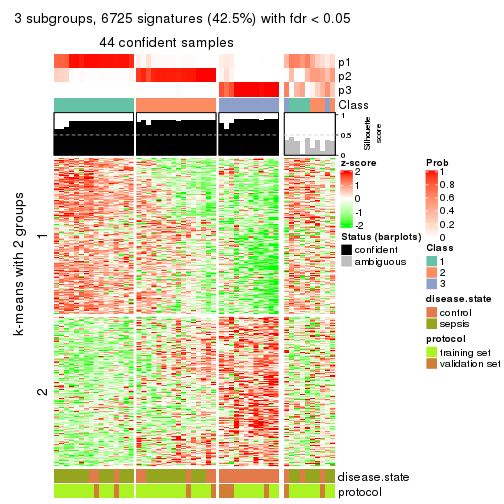 3 subgroups, 6725 signatures (42.5%) with fdr < 0.05
44 confident samples
p1
p2
p3
Class
1
0.5
0
Silhouette
score
k-means with 2 groups
1
2
disease.state
protocol
z-score
2
1
0
-1
-2
Status (barplots)
confident
ambiguous
Prob
1
0.8
0.6
0.4
0.2
0
Class
1
2
3
disease.state
control
sepsis
protocol
training set
validation set